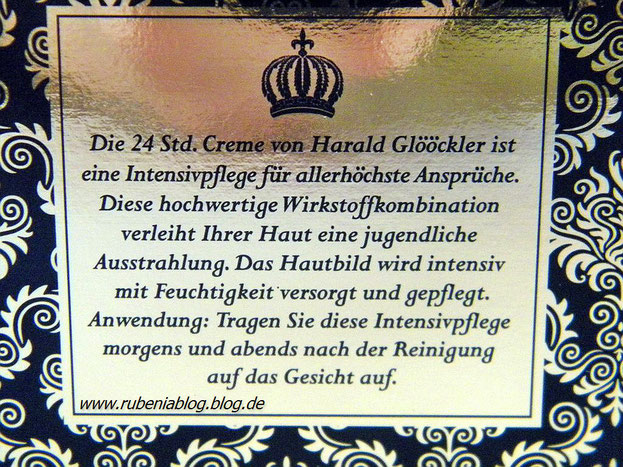 Die 24 Std. Creme von Harald Glööckler ist
eine Intensivpflege für allerhöchste Ansprüche.
Diese hochwertige Wirkstoffkombination
verleiht Ihrer Haut eine jugendliche
Ausstrahlung. Das Hautbild wird intensiv
mit Feuchtigkeit versorgt und gepflegt.
Anwendung: Tragen Sie diese Intensivpflege
morgens und abends nach der Reinigung
auf das Gesicht auf.
www.rubeniablog.blog.de